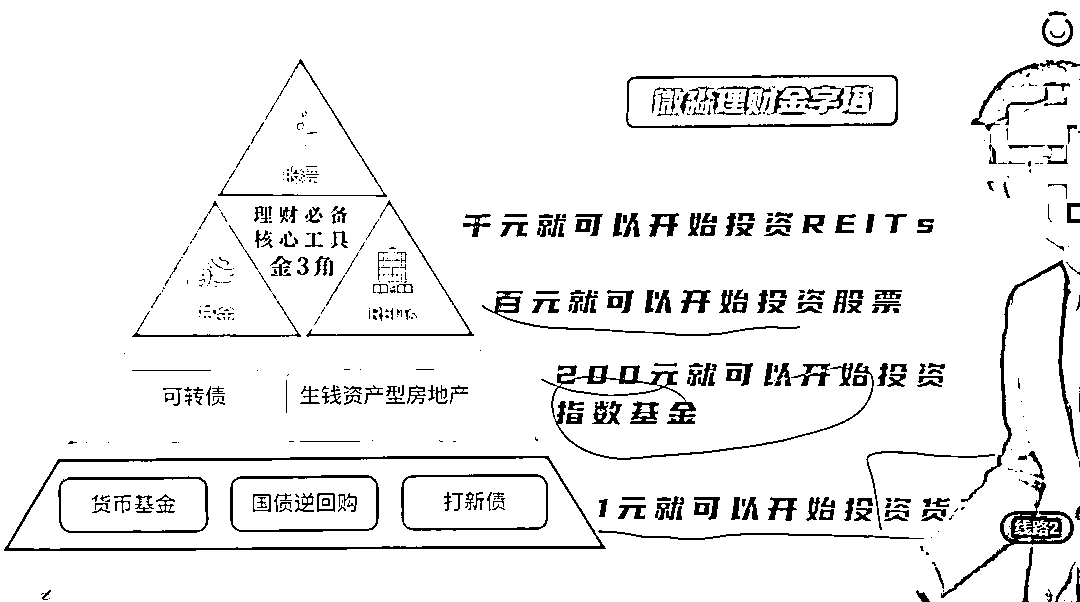 微淼理财金字塔
股票
理财必备
核心工具
金3角
基金
REITs
千元就可以开始投资REITs
百元就可以开始投资股票
200元就可以开始投资
指数基金
可转债
生钱资产型房地产
货币基金
国债逆回购
打新债
1元就可以开始投资货
线路2